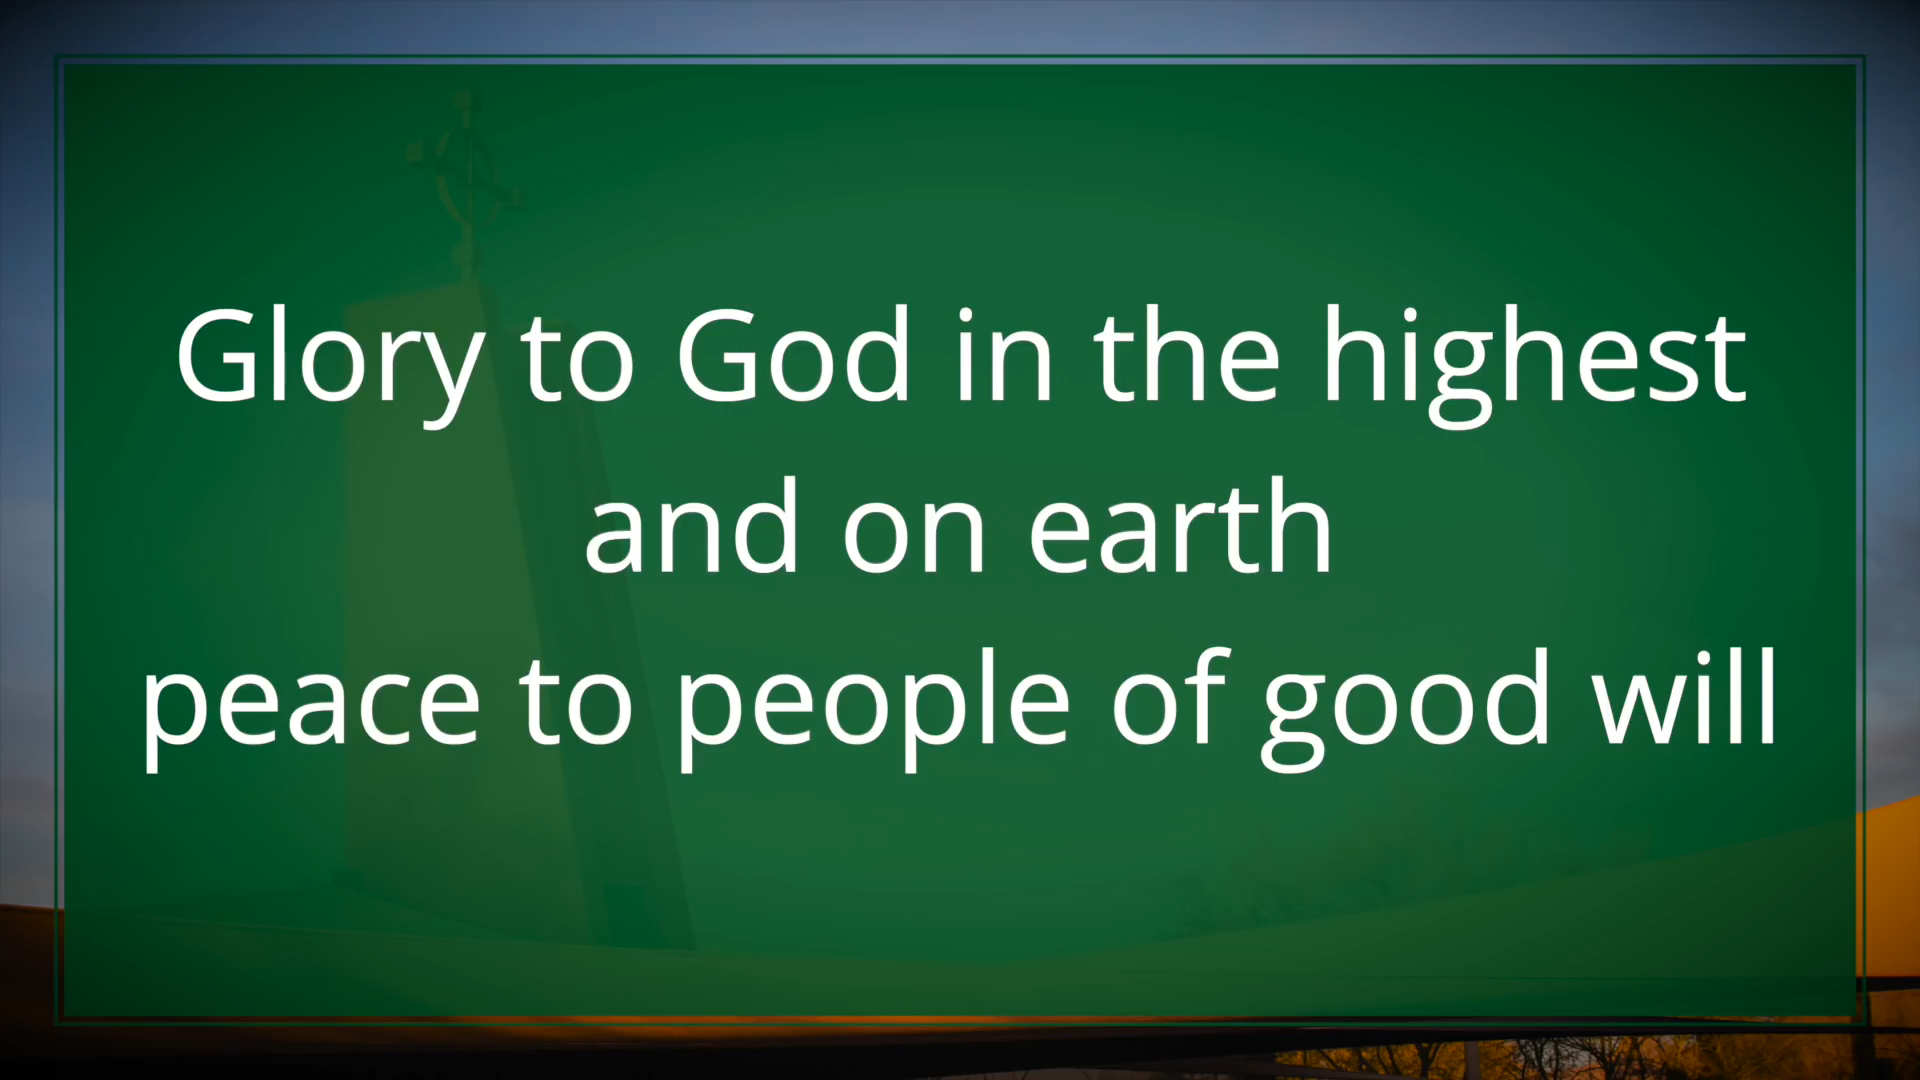 Glory to God in the highest
and on earth
peace to people of good will